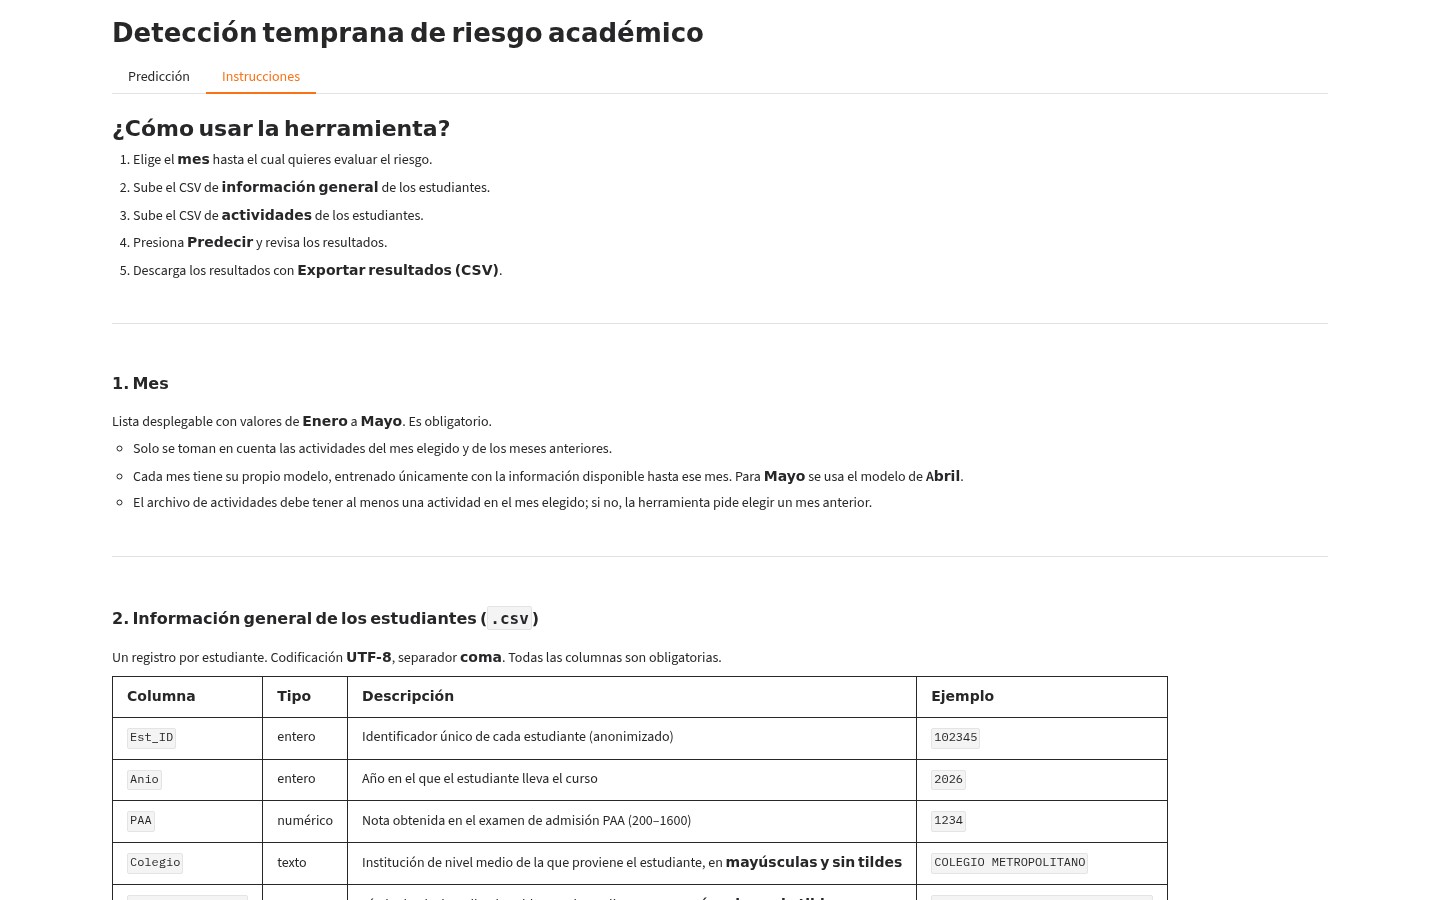 Detección temprana de riesgo académico
Predicción
Instrucciones
¿Cómo usar la herramienta?
1. Elige el mes hasta el cual quieres evaluar el riesgo.
2. Sube el CSV de información general de los estudiantes.
3. Sube el CSV de actividades de los estudiantes.
4. Presiona Predecir y revisa los resultados.
5. Descarga los resultados con Exportar resultados (CSV).
1. Mes
Lista desplegable con valores de Enero a Mayo. Es obligatorio.
Solo se toman en cuenta las actividades del mes elegido y de los meses anteriores.
Cada mes tiene su propio modelo, entrenado únicamente con la información disponible hasta ese mes. Para Mayo se usa el modelo de Abril.
El archivo de actividades debe tener al menos una actividad en el mes elegido; si no, la herramienta pide elegir un mes anterior.
2. Información general de los estudiantes (.csv)
Un registro por estudiante. Codificación UTF-8, separador coma. Todas las columnas son obligatorias.
Columna Tipo Descripción Ejemplo
Est_ID entero Identificador único de cada estudiante (anonimizado) 102345
Anio entero Año en el que el estudiante lleva el curso 2026
PAA numérico Nota obtenida en el examen de admisión PAA (200–1600) 1234
Colegio texto Institución de nivel medio de la que proviene el estudiante, en mayúsculas y sin tildes COLEGIO METROPOLITANO